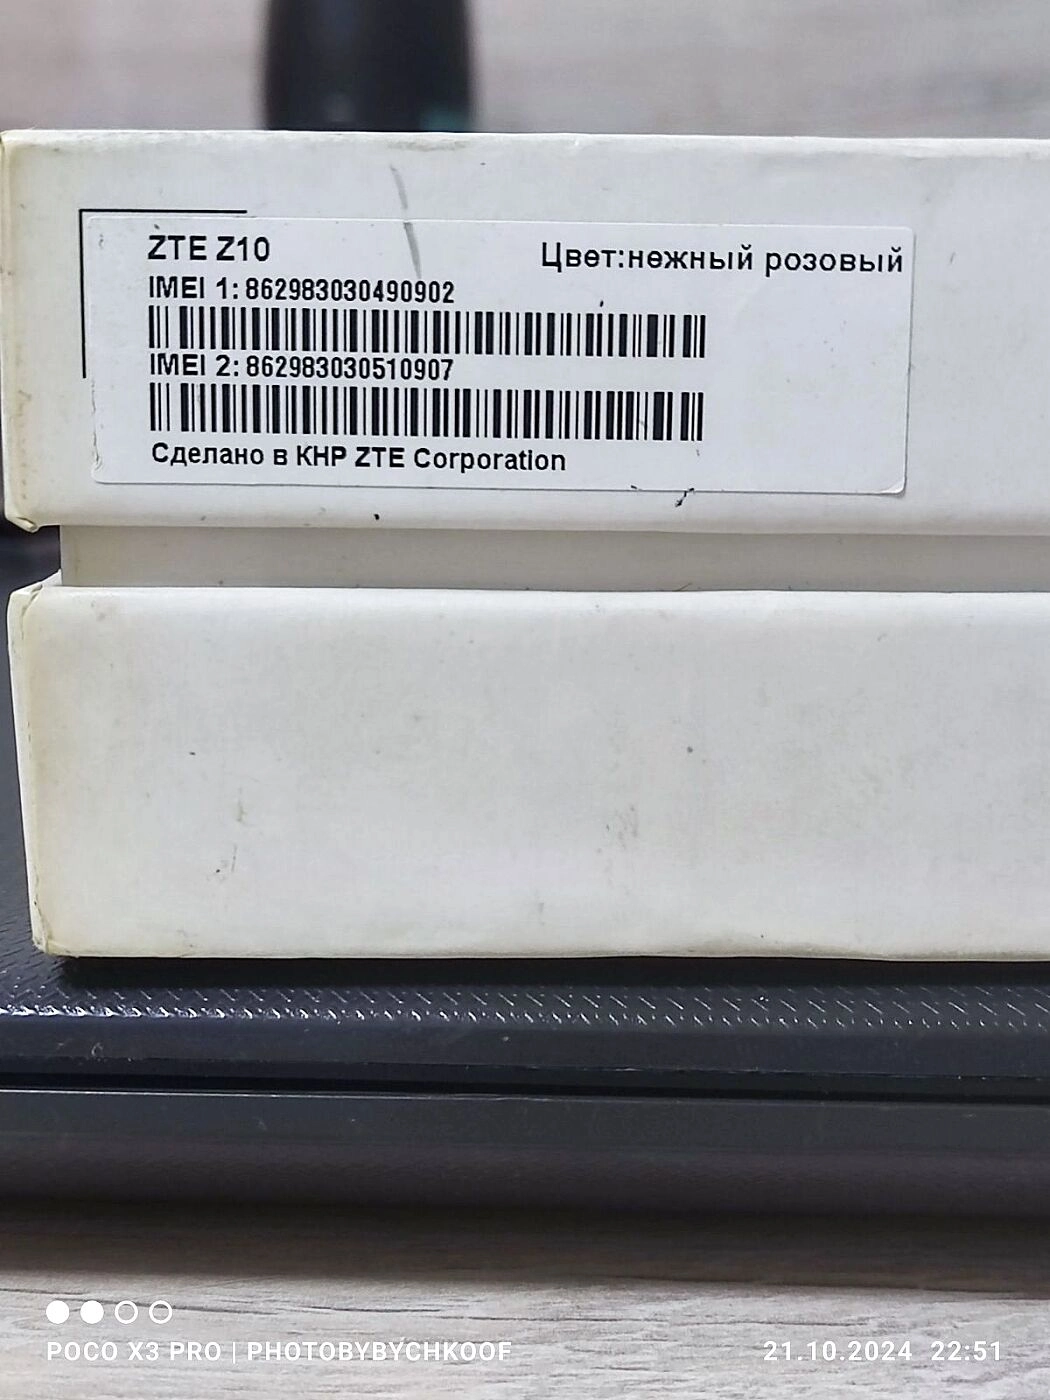 ZTE Z10
Цвет:нежный розовый
IMEI 1: 862983030490902
IMEI 2: 862983030510907
Сделано в КНР ZTE Corporation
POCO X3 PRO | PHOTOBYBYCHKOOF
21.10.2024 22:51